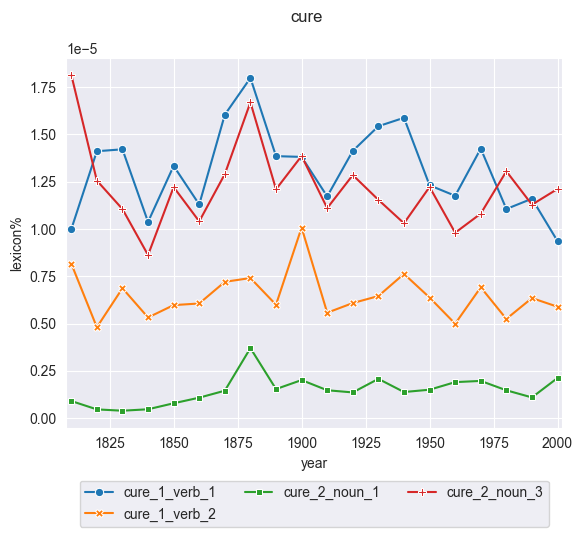 cure
1e−5
1.75
1.50
1.25
1.00
0.75
0.50
0.25
0.00
lexicon%
1825 1850 1875 1900 1925 1950 1975 2000
year
cure_1_verb_1 cure_2_noun_1 cure_2_noun_3
cure_1_verb_2